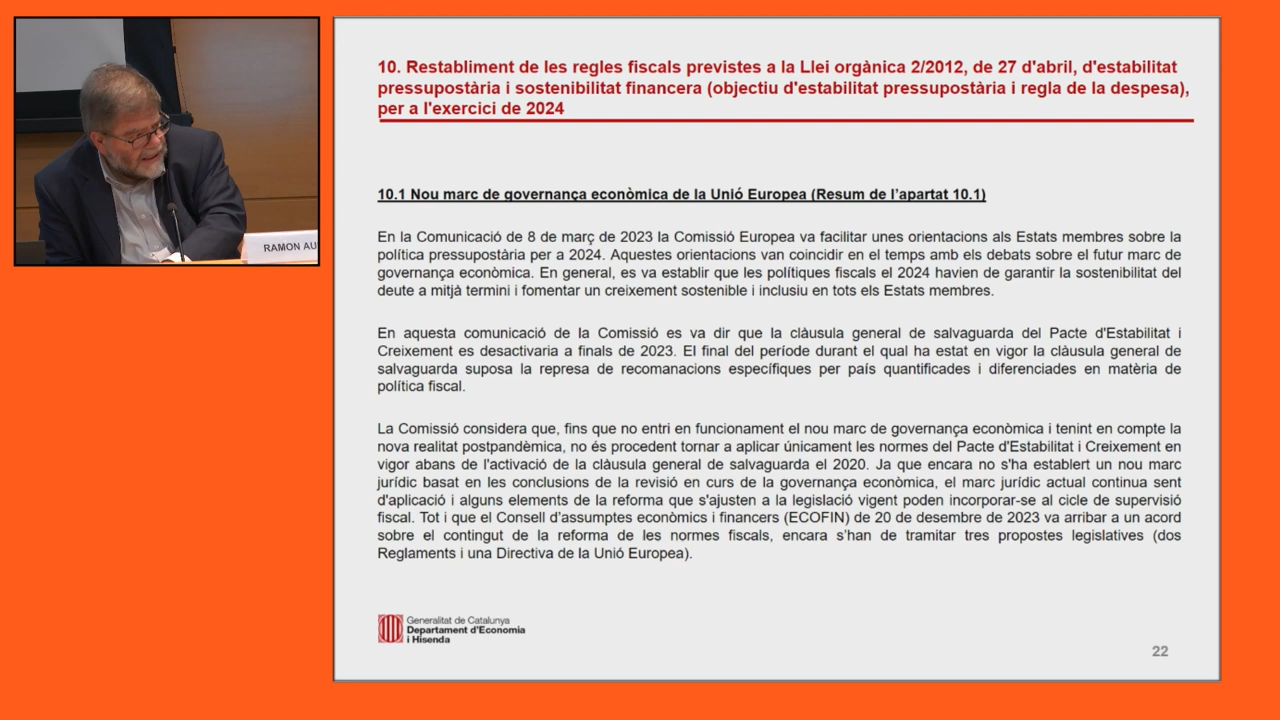 10. Restabliment de les regles fiscals previstes a la Llei orgànica 2/2012, de 27 d'abril, d'estabilitat
pressupostària i sostenibilitat financera (objectiu d'estabilitat pressupostària i regla de la despesa),
per a l'exercici de 2024
10.1 Nou marc de governança econòmica de la Unió Europea (Resum de l'apartat 10.1)
En la Comunicació de 8 de març de 2023 la Comissió Europea va facilitar unes orientacions als Estats membres sobre la
política pressupostària per a 2024. Aquestes orientacions van coincidir en el temps amb els debats sobre el futur marc de
governança econòmica. En general, es va establir que les polítiques fiscals el 2024 havien de garantir la sostenibilitat del
deute a mitjà termini i fomentar un creixement sostenible i inclusiu en tots els Estats membres.
En aquesta comunicació de la Comissió es va dir que la clàusula general de salvaguarda del Pacte d'Estabilitat i
Creixement es desactivaria a finals de 2023. El final del període durant el qual ha estat en vigor la clàusula general de
salvaguarda suposa la represa de recomanacions específiques per país quantificades i diferenciades en matèria de
política fiscal.
La Comissió considera que, fins que no entri en funcionament el nou marc de governança econòmica i tenint en compte la
nova realitat postpandèmica, no és procedent tornar a aplicar únicament les normes del Pacte d'Estabilitat i Creixement en
vigor abans de l'activació de la clàusula general de salvaguarda el 2020. Ja que encara no s'ha establert un nou marc
jurídic basat en les conclusions de la revisió en curs de la governança econòmica, el marc jurídic actual continua sent
d'aplicació i alguns elements de la reforma que s'ajusten a la legislació vigent poden incorporar-se al cicle de supervisió
fiscal. Tot i que el Consell d'assumptes econòmics i financers (ECOFIN) de 20 de desembre de 2023 va arribar a un acord
sobre el contingut de la reforma de les normes fiscals, encara s'han de tramitar tres propostes legislatives (dos
Reglaments i una Directiva de la Unió Europea).
Generalitat de Catalunya
Departament d'Economia
i Hisenda
22
RAMON AU